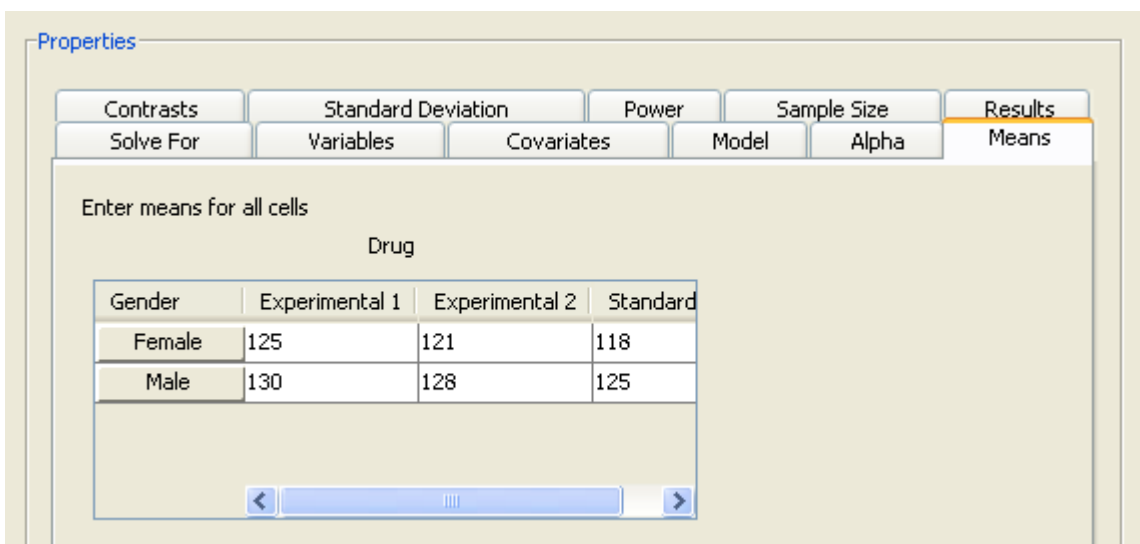 Properties
Contrasts Standard Deviation Power Sample Size Results
Solve For Variables Covariates Model Alpha Means
Enter means for all cells
Drug
Gender Experimental 1 Experimental 2 Standard
Female 125 121 118
Male 130 128 125